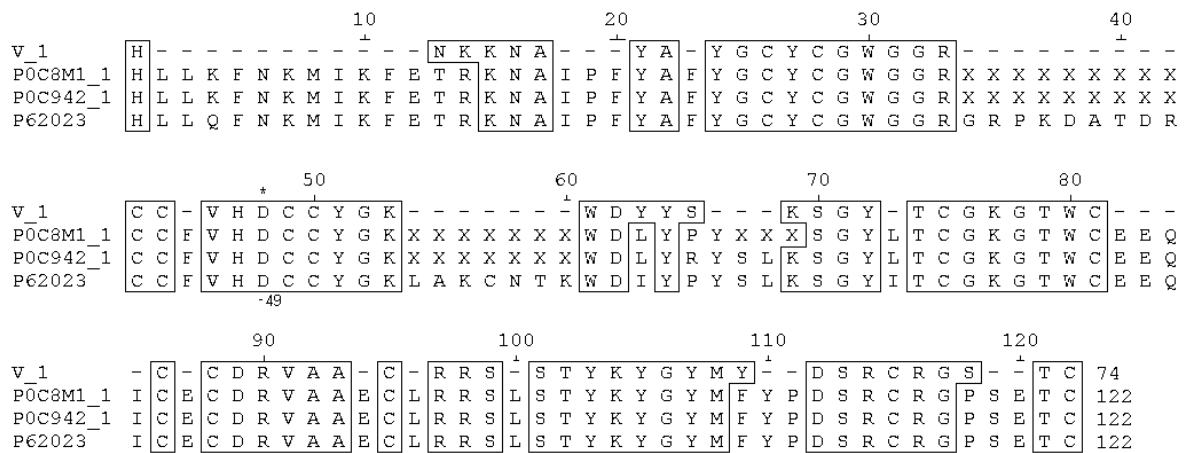 10 20 30 40
V_1 H - - - - - - - - - - - N K K N A - - - Y A - Y G C Y C G W G G R - - - - - - - - -
P0C8M1_1 H L L K F N K M I K F E T R K N A I P F Y A F Y G C Y C G W G G R X X X X X X X X X
P0C942_1 H L L K F N K M I K F E T R K N A I P F Y A F Y G C Y C G W G G R X X X X X X X X X
P62023 H L L Q F N K M I K F E T R K N A I P F Y A F Y G C Y C G W G G R G R P K D A T D R
* 50 60 70 80
V_1 C C - V H D C C Y G K - - - - - - - W D Y Y S - - - K S G Y - T C G K G T W C - - -
P0C8M1_1 C C F V H D C C Y G K X X X X X X X W D L Y P Y X X X S G Y L T C G K G T W C E E Q
P0C942_1 C C F V H D C C Y G K X X X X X X X W D L Y R Y S L K S G Y L T C G K G T W C E E Q
P62023 C C F V H D C C Y G K L A K C N T K W D I Y P Y S L K S G Y I T C G K G T W C E E Q
-49
90 100 110 120
V_1 - C - C D R V A A - C - R R S - S T Y K Y G Y M Y - - D S R C R G S - - T C 74
P0C8M1_1 I C E C D R V A A E C L R R S L S T Y K Y G Y M F Y P D S R C R G P S E T C 122
P0C942_1 I C E C D R V A A E C L R R S L S T Y K Y G Y M F Y P D S R C R G P S E T C 122
P62023 I C E C D R V A A E C L R R S L S T Y K Y G Y M F Y P D S R C R G P S E T C 122